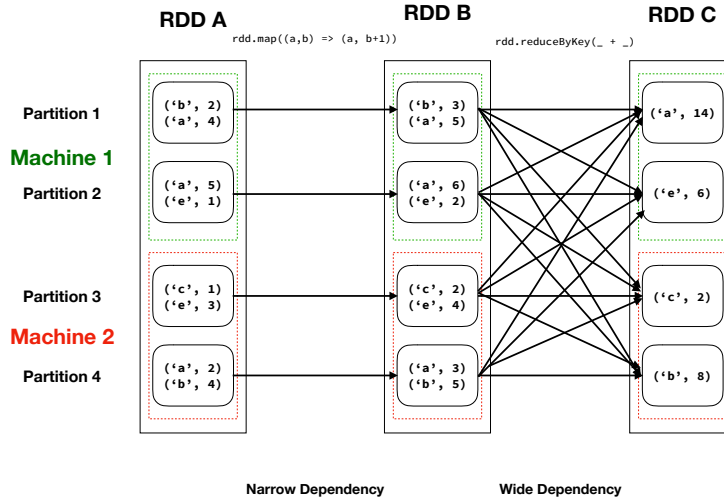 RDD A
RDD B
RDD C
rdd.map((a,b) => (a, b+1))
rdd.reduceByKey(_ + _)
Partition 1
(‘b’, 2)
(‘a’, 4)
(‘b’, 3)
(‘a’, 5)
(‘a’, 14)
Machine 1
Partition 2
(‘a’, 5)
(‘e’, 1)
(‘a’, 6)
(‘e’, 2)
(‘e’, 6)
Partition 3
(‘c’, 1)
(‘e’, 3)
(‘c’, 2)
(‘e’, 4)
(‘c’, 2)
Machine 2
Partition 4
(‘a’, 2)
(‘b’, 4)
(‘a’, 3)
(‘b’, 5)
(‘b’, 8)
Narrow Dependency
Wide Dependency